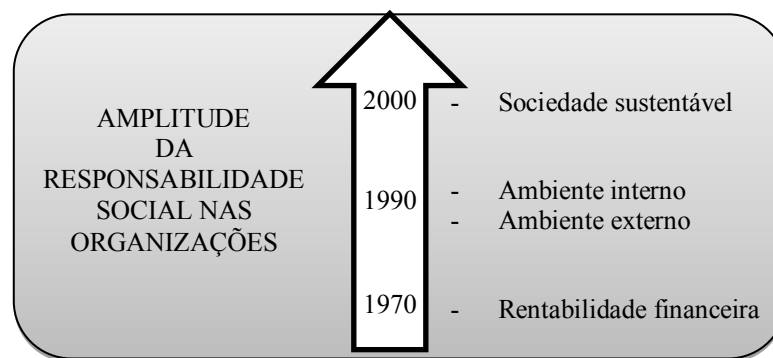 AMPLITUDE
DA
RESPONSABILIDADE
SOCIAL NAS
ORGANIZAÇÕES
2000 - Sociedade sustentável
1990 - Ambiente interno
- Ambiente externo
1970 - Rentabilidade financeira